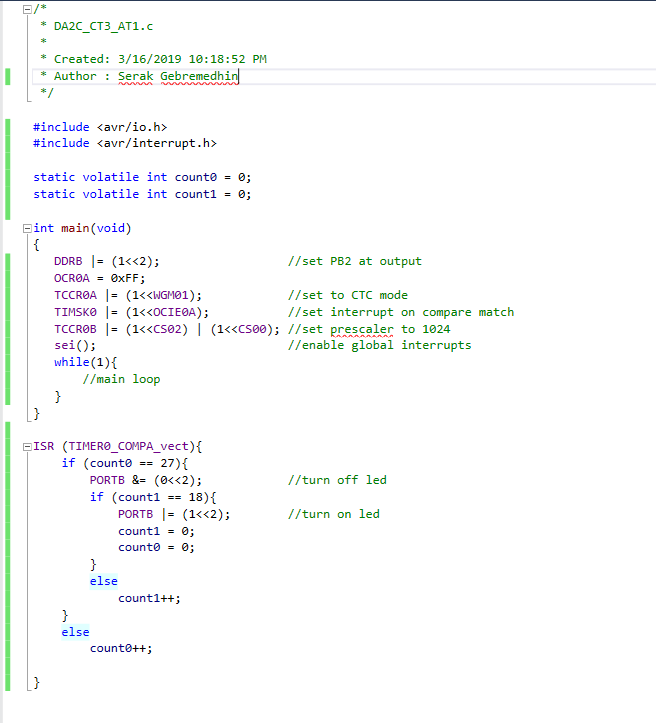 /*
 * DA2C_CT3_AT1.c
 *
 * Created: 3/16/2019 10:18:52 PM
 * Author : Serak Gebremedhin
 */

#include <avr/io.h>
#include <avr/interrupt.h>

static volatile int count0 = 0;
static volatile int count1 = 0;

int main(void)
{
   DDRB |= (1<<2);                  //set PB2 at output
   OCR0A = 0xFF;
   TCCR0A |= (1<<WGM01);            //set to CTC mode
   TIMSK0 |= (1<<OCIE0A);           //set interrupt on compare match
   TCCR0B |= (1<<CS02) | (1<<CS00); //set prescaler to 1024
   sei();                           //enable global interrupts
   while(1){
       //main loop
   }
}

ISR (TIMER0_COMPA_vect){
    if (count0 == 27){
        PORTB &= (0<<2);            //turn off led
        if (count1 == 18){
            PORTB |= (1<<2);        //turn on led
            count1 = 0;
            count0 = 0;
        }
        else
            count1++;
    }
    else
        count0++;

}